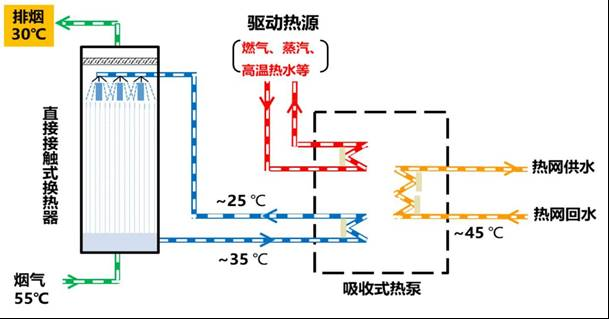 排烟
30℃
驱动热源
燃气、蒸汽、
高温热水等
直接接触式换热器
热网供水
~25 ℃
热网回水
~45 ℃
~35 ℃
烟气
55℃
吸收式热泵